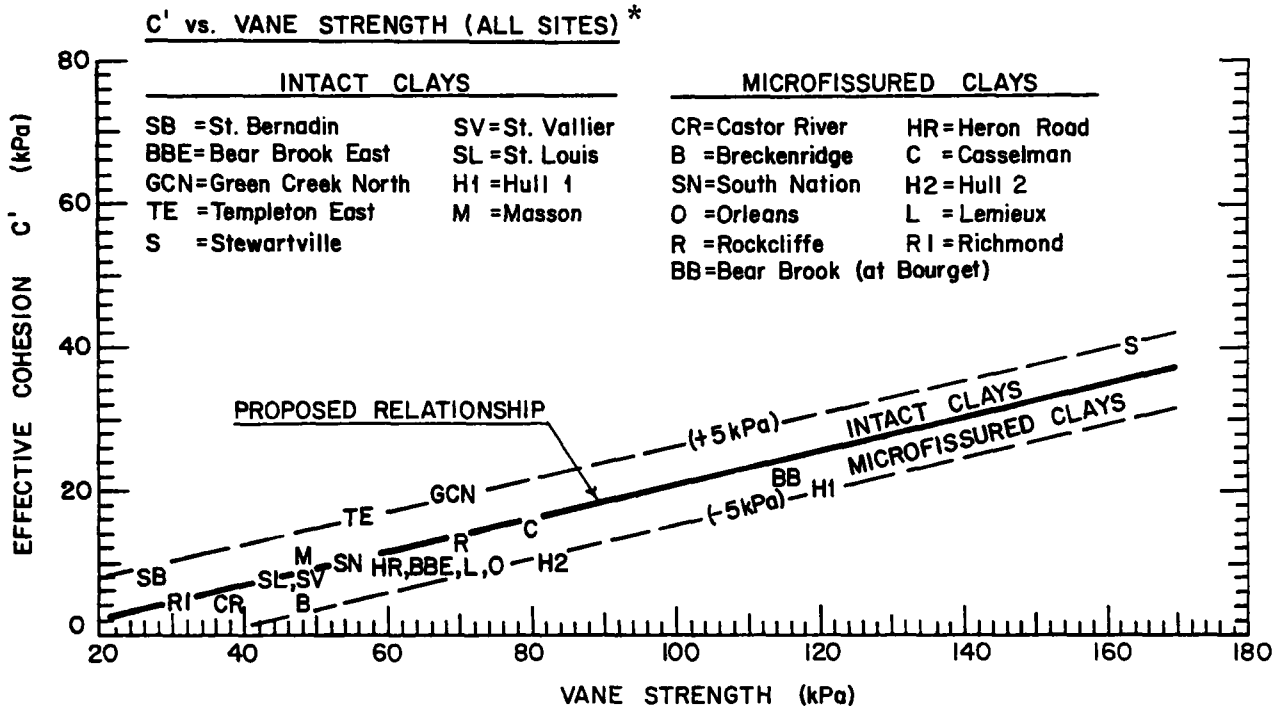 C' vs. VANE STRENGTH (ALL SITES) *
INTACT CLAYS
SB = St. Bernadin
BBE = Bear Brook East
GCN = Green Creek North
TE = Templeton East
S = Stewartville
SV = St. Vallier
SL = St. Louis
H1 = Hull 1
M = Masson
MICROFISSURED CLAYS
CR = Castor River
B = Breckenridge
SN = South Nation
O = Orleans
R = Rockcliffe
BB = Bear Brook (at Bourget)
HR = Heron Road
C = Casselman
H2 = Hull 2
L = Lemieux
RI = Richmond
EFFECTIVE COHESION C' (kPa)
80
60
40
20
0
PROPOSED RELATIONSHIP
(+5 kPa)
INTACT CLAYS
MICROFISSURED CLAYS
(-5 kPa)
S
BB
H1
GCN
TE
C
R
H2
HR, BBE, L, O
SN
M
SL, SV
B
SB
RI
CR
20 40 60 80 100 120 140 160 180
VANE STRENGTH (kPa)